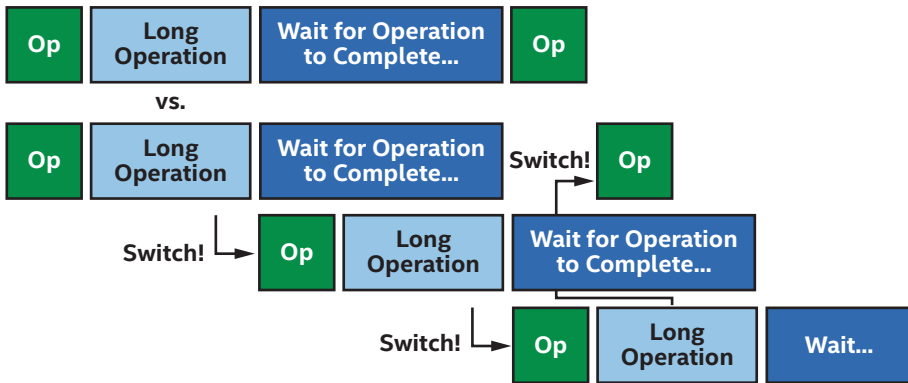 Op
Long
Operation
Wait for Operation
to Complete...
Op
vs.
Op
Long
Operation
Wait for Operation
to Complete...
Switch!
Op
Switch!
Op
Long
Operation
Wait for Operation
to Complete...
Switch!
Op
Long
Operation
Wait...